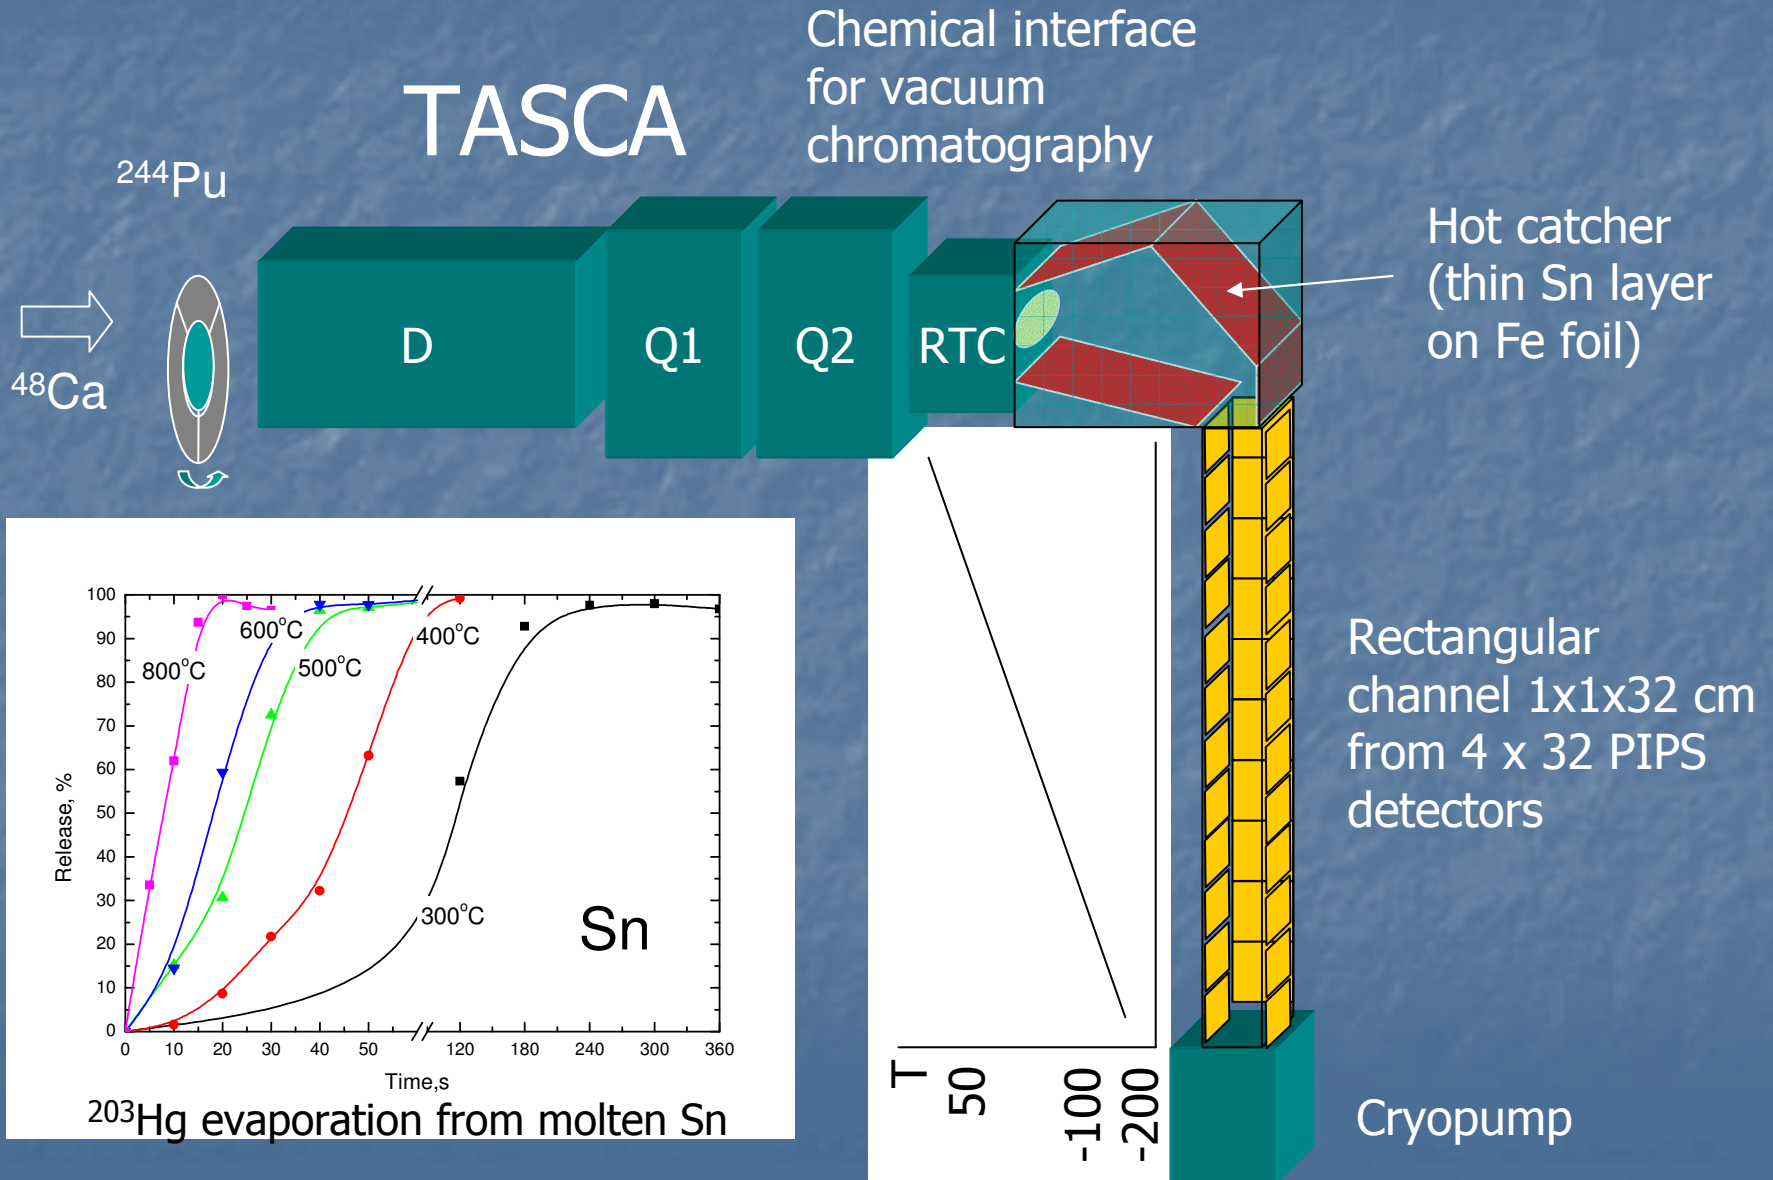 TASCA
Chemical interface
for vacuum
chromatography
²⁴⁴Pu
⁴⁸Ca
D
Q1
Q2
RTC
Hot catcher
(thin Sn layer
on Fe foil)
Rectangular
channel 1x1x32 cm
from 4 x 32 PIPS
detectors
Cryopump
T
50
-100
-200
100
90
80
70
60
50
40
30
20
10
0
Release, %
800°C
600°C
500°C
400°C
300°C
Sn
0 10 20 30 40 50 120 180 240 300 360
Time,s
²⁰³Hg evaporation from molten Sn